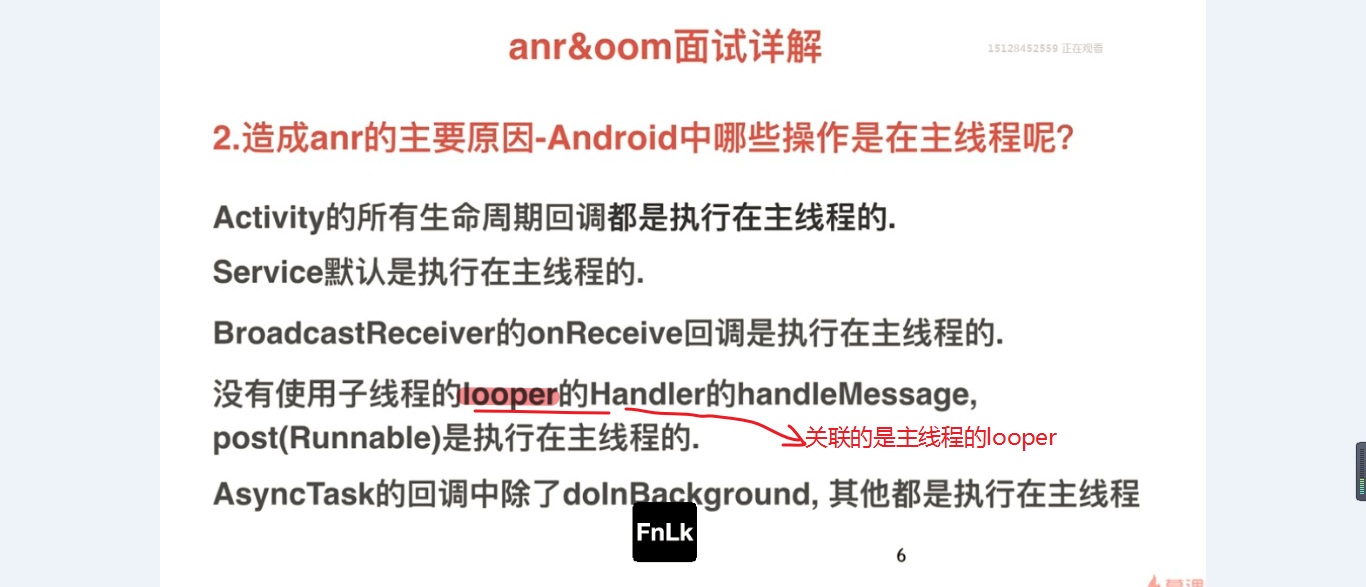 anr&oom面试详解
15128452559 正在观看
2.造成anr的主要原因-Android中哪些操作是在主线程呢?
Activity的所有生命周期回调都是执行在主线程的.
Service默认是执行在主线程的.
BroadcastReceiver的onReceive回调是执行在主线程的.
没有使用子线程的looper的Handler的handleMessage,
post(Runnable)是执行在主线程的.
关联的是主线程的looper
AsyncTask的回调中除了doInBackground, 其他都是执行在主线程
FnLk
6